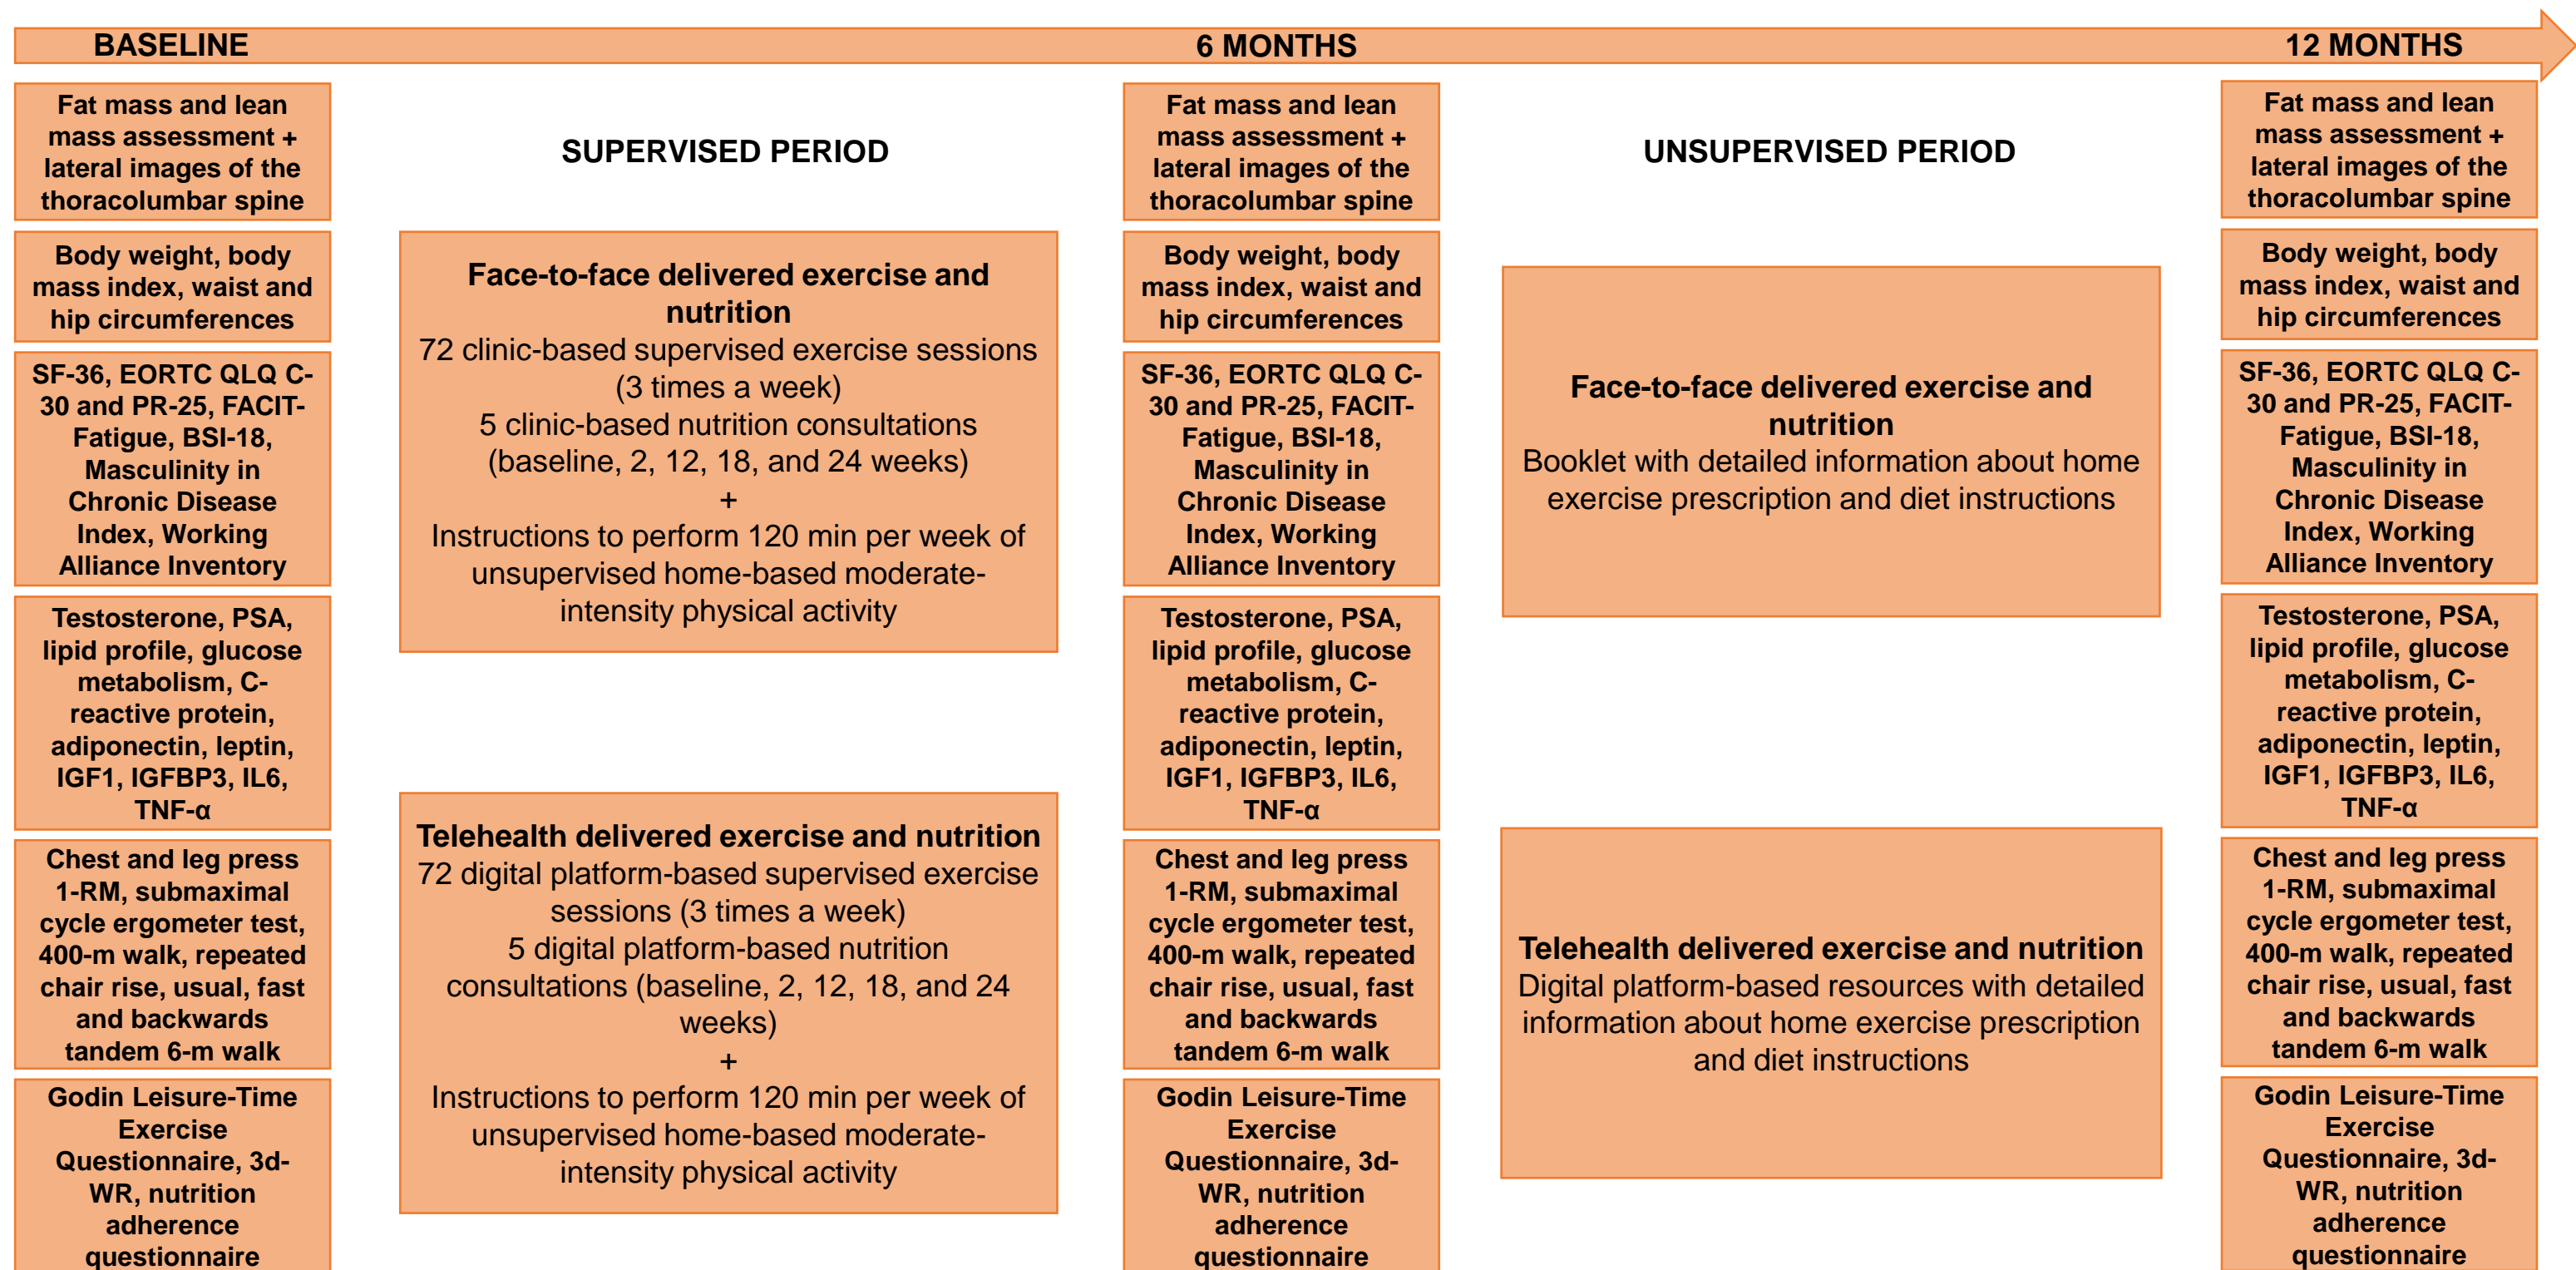 BASELINE
6 MONTHS
12 MONTHS
Fat mass and lean
mass assessment +
lateral images of the
thoracolumbar spine
Body weight, body
mass index, waist and
hip circumferences
SF-36, EORTC QLQ C-
30 and PR-25, FACIT-
Fatigue, BSI-18,
Masculinity in
Chronic Disease
Index, Working
Alliance Inventory
Testosterone, PSA,
lipid profile, glucose
metabolism, C-
reactive protein,
adiponectin, leptin,
IGF1, IGFBP3, IL6,
TNF-α
Chest and leg press
1-RM, submaximal
cycle ergometer test,
400-m walk, repeated
chair rise, usual, fast
and backwards
tandem 6-m walk
Godin Leisure-Time
Exercise
Questionnaire, 3d-
WR, nutrition
adherence
questionnaire
SUPERVISED PERIOD
Face-to-face delivered exercise and
nutrition
72 clinic-based supervised exercise sessions
(3 times a week)
5 clinic-based nutrition consultations
(baseline, 2, 12, 18, and 24 weeks)
+
Instructions to perform 120 min per week of
unsupervised home-based moderate-
intensity physical activity
Telehealth delivered exercise and nutrition
72 digital platform-based supervised exercise
sessions (3 times a week)
5 digital platform-based nutrition
consultations (baseline, 2, 12, 18, and 24
weeks)
+
Instructions to perform 120 min per week of
unsupervised home-based moderate-
intensity physical activity
Fat mass and lean
mass assessment +
lateral images of the
thoracolumbar spine
Body weight, body
mass index, waist and
hip circumferences
SF-36, EORTC QLQ C-
30 and PR-25, FACIT-
Fatigue, BSI-18,
Masculinity in
Chronic Disease
Index, Working
Alliance Inventory
Testosterone, PSA,
lipid profile, glucose
metabolism, C-
reactive protein,
adiponectin, leptin,
IGF1, IGFBP3, IL6,
TNF-α
Chest and leg press
1-RM, submaximal
cycle ergometer test,
400-m walk, repeated
chair rise, usual, fast
and backwards
tandem 6-m walk
Godin Leisure-Time
Exercise
Questionnaire, 3d-
WR, nutrition
adherence
questionnaire
UNSUPERVISED PERIOD
Face-to-face delivered exercise and
nutrition
Booklet with detailed information about home
exercise prescription and diet instructions
Telehealth delivered exercise and nutrition
Digital platform-based resources with detailed
information about home exercise prescription
and diet instructions
Fat mass and lean
mass assessment +
lateral images of the
thoracolumbar spine
Body weight, body
mass index, waist and
hip circumferences
SF-36, EORTC QLQ C-
30 and PR-25, FACIT-
Fatigue, BSI-18,
Masculinity in
Chronic Disease
Index, Working
Alliance Inventory
Testosterone, PSA,
lipid profile, glucose
metabolism, C-
reactive protein,
adiponectin, leptin,
IGF1, IGFBP3, IL6,
TNF-α
Chest and leg press
1-RM, submaximal
cycle ergometer test,
400-m walk, repeated
chair rise, usual, fast
and backwards
tandem 6-m walk
Godin Leisure-Time
Exercise
Questionnaire, 3d-
WR, nutrition
adherence
questionnaire